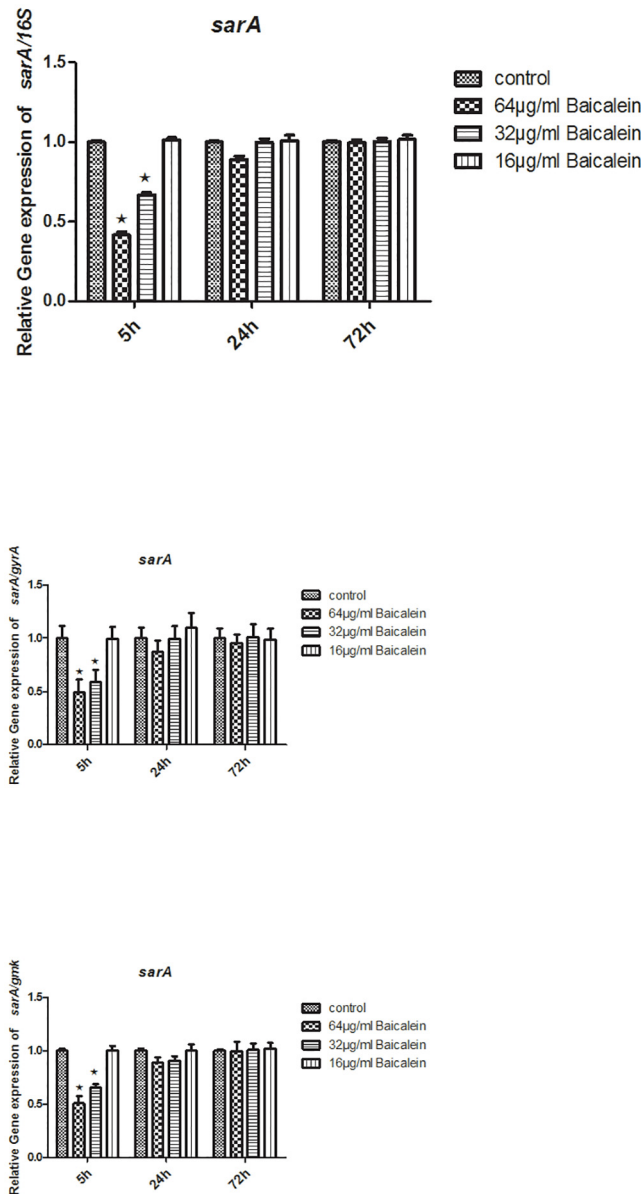 sarA
Relative Gene expression of sarA/16S
1.5
1.0
0.5
0.0
★
★
5h
24h
72h
control
64µg/ml Baicalein
32µg/ml Baicalein
16µg/ml Baicalein
sarA
Relative Gene expression of sarA/gyrA
1.5
1.0
0.5
0.0
★
★
5h
24h
72h
control
64µg/ml Baicalein
32µg/ml Baicalein
16µg/ml Baicalein
sarA
Relative Gene expression of sarA/gmk
1.5
1.0
0.5
0.0
★
★
5h
24h
72h
control
64µg/ml Baicalein
32µg/ml Baicalein
16µg/ml Baicalein